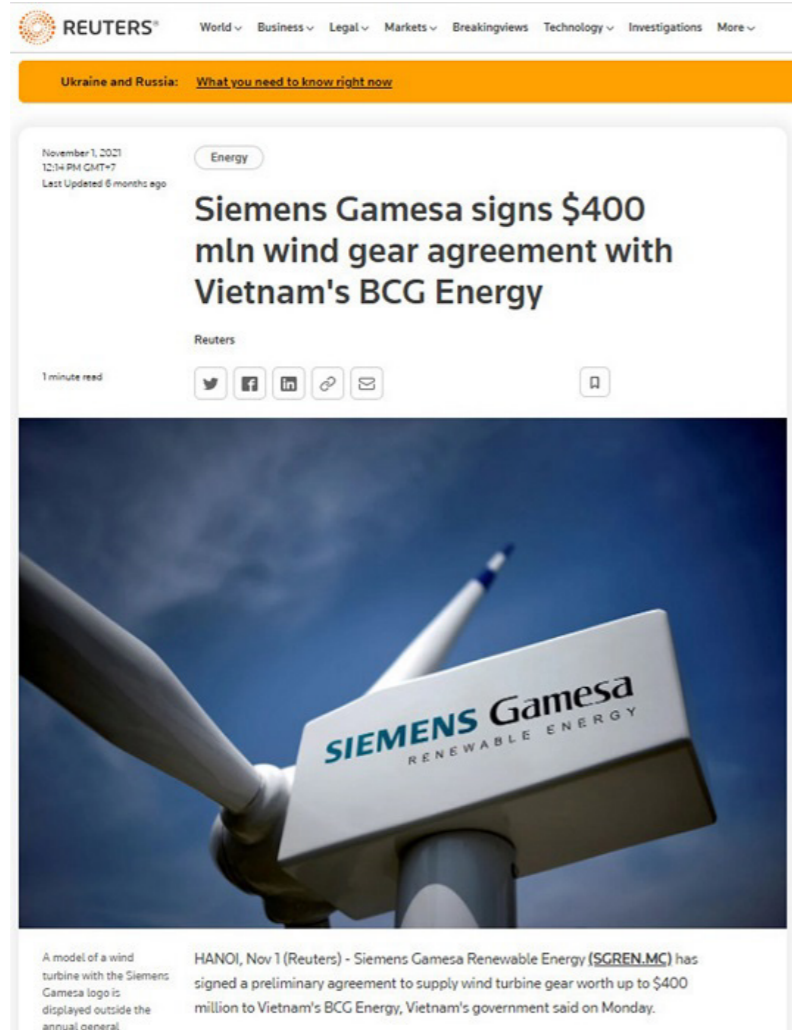 REUTERS®
World Business Legal Markets Breakingviews Technology Investigations More
Ukraine and Russia: What you need to know right now
November 1, 2021
12:14 PM GMT+7
Last Updated 6 months ago
Energy
Siemens Gamesa signs $400
mln wind gear agreement with
Vietnam's BCG Energy
Reuters
1 minute read
SIEMENS Gamesa
RENEWABLE ENERGY
A model of a wind
turbine with the Siemens
Gamesa logo is
displayed outside the
annual general
HANOI, Nov 1 (Reuters) - Siemens Gamesa Renewable Energy (SGREN.MC) has
signed a preliminary agreement to supply wind turbine gear worth up to $400
million to Vietnam's BCG Energy, Vietnam's government said on Monday.